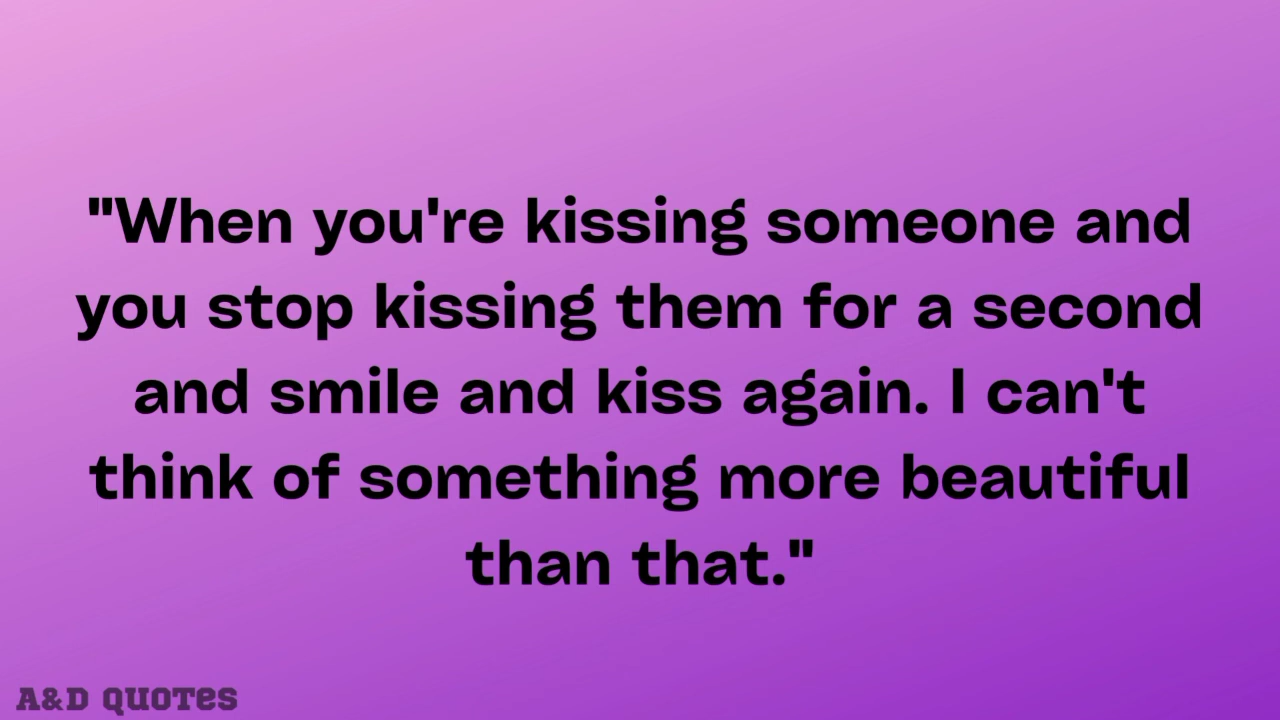 "When you're kissing someone and
you stop kissing them for a second
and smile and kiss again. I can't
think of something more beautiful
than that."
A&D QUOTES